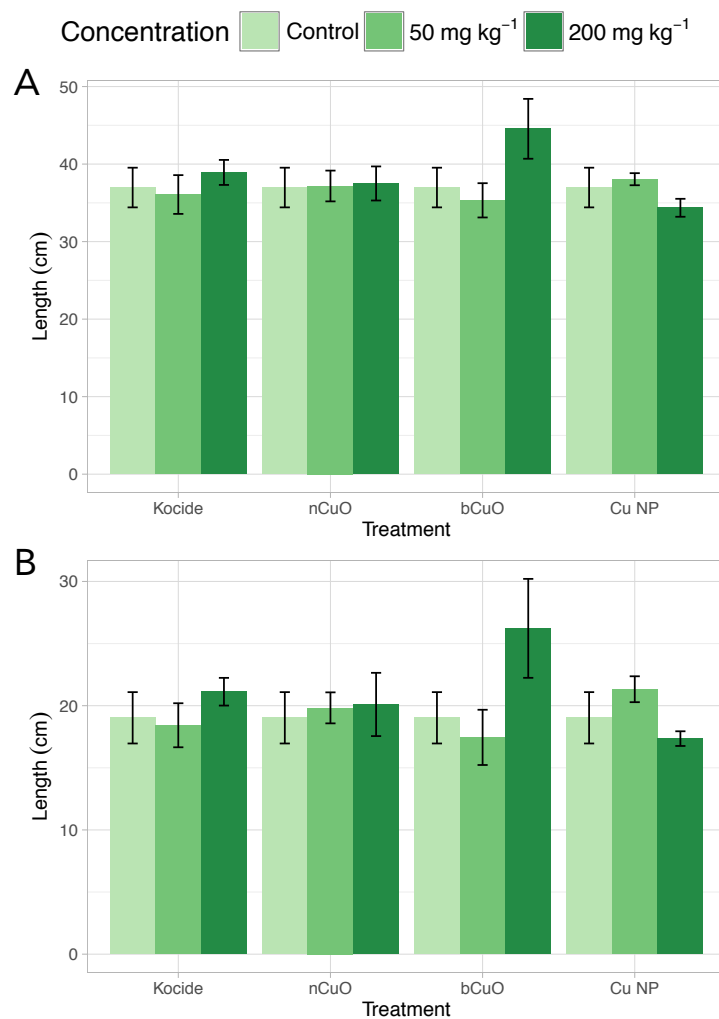 Concentration Control 50 mg kg⁻¹ 200 mg kg⁻¹
A
50
40
30
20
10
0
Length (cm)
Kocide nCuO bCuO Cu NP
Treatment
B
30
20
10
0
Length (cm)
Kocide nCuO bCuO Cu NP
Treatment